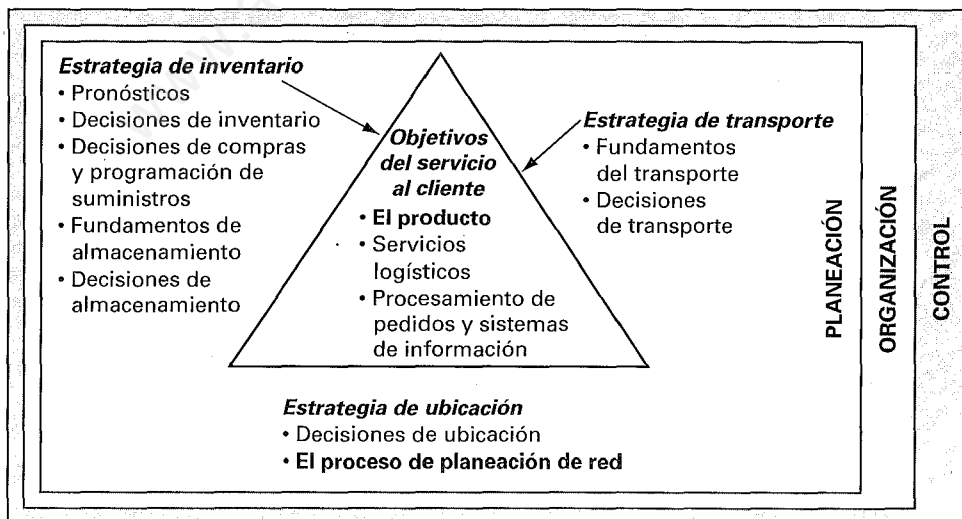 Estrategia de inventario
• Pronósticos
• Decisiones de inventario
• Decisiones de compras
y programación de
suministros
• Fundamentos de
almacenamiento
• Decisiones de
almacenamiento
Objetivos
del servicio
al cliente
• El producto
• Servicios
logísticos
• Procesamiento de
pedidos y sistemas
de información
Estrategia de transporte
• Fundamentos
del transporte
• Decisiones
de transporte
Estrategia de ubicación
• Decisiones de ubicación
• El proceso de planeación de red
PLANEACIÓN
ORGANIZACIÓN
CONTROL